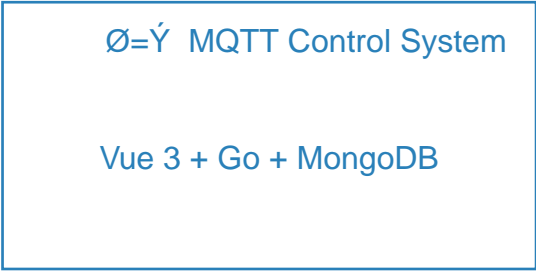 Ø=Ý MQTT Control System
Vue 3 + Go + MongoDB